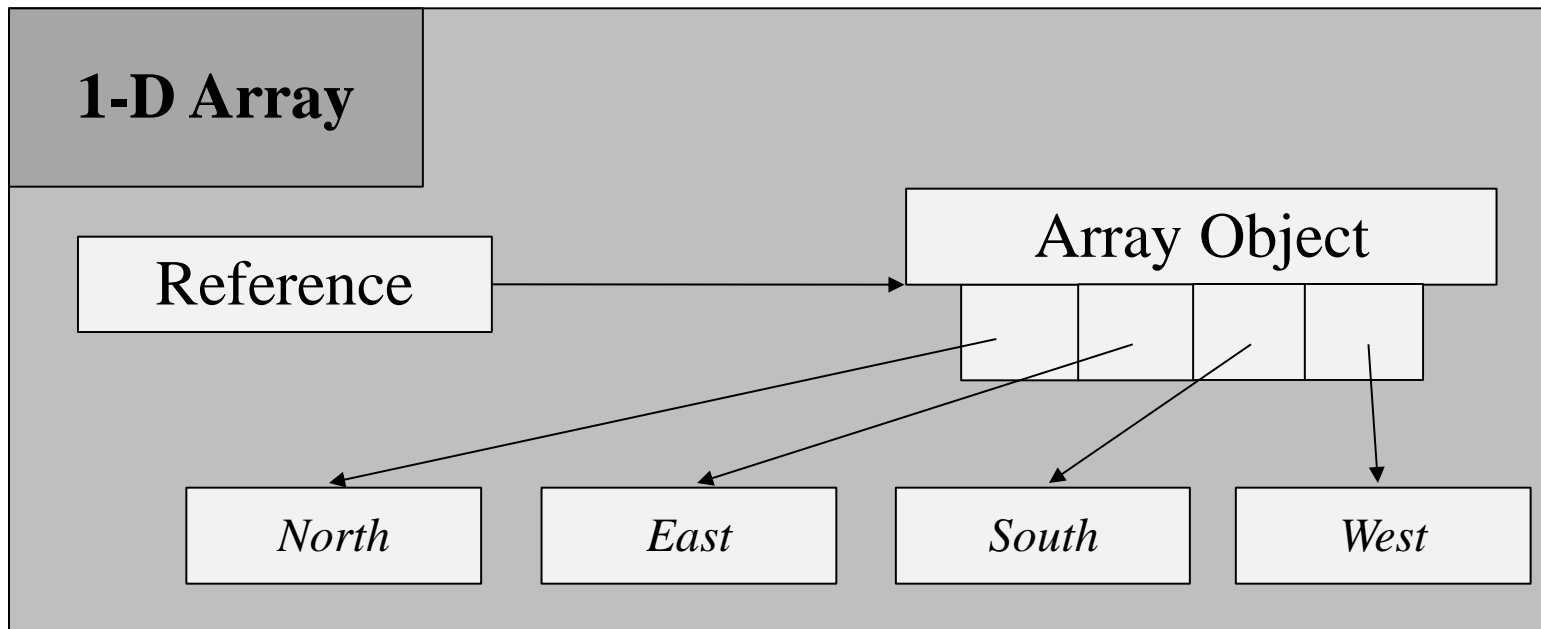 1-D Array
Array Object
Reference
North
East
South
West